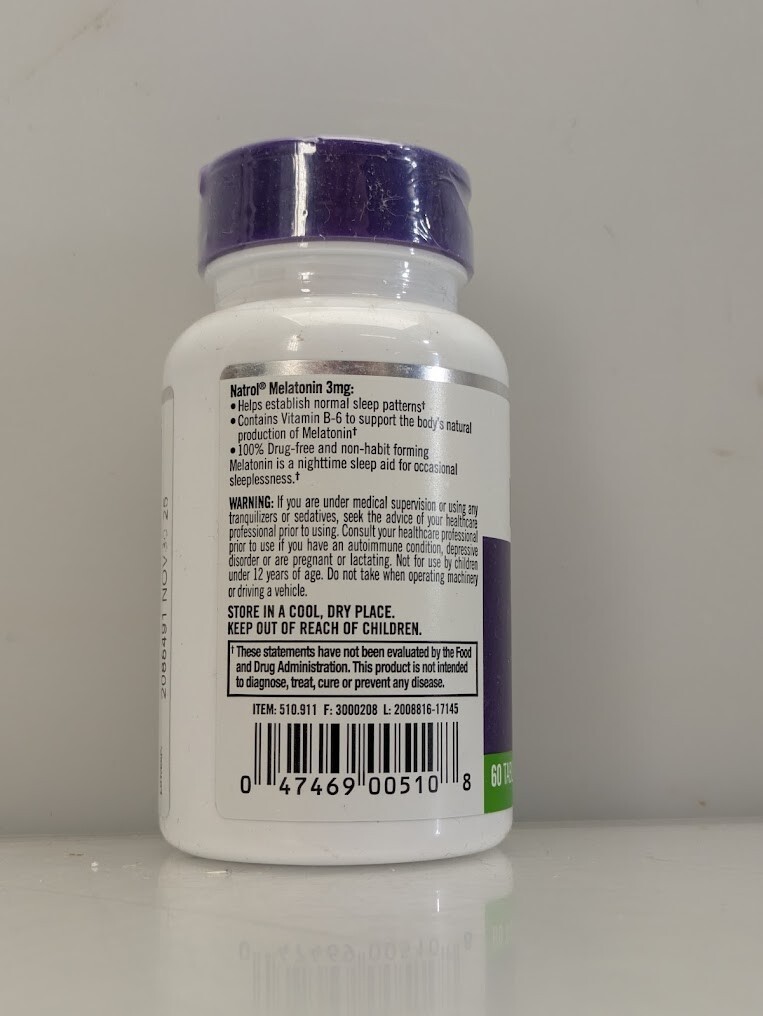 Natrol® Melatonin 3mg:
• Helps establish normal sleep patterns†
• Contains Vitamin B-6 to support the body's natural
production of Melatonin†
• 100% Drug-free and non-habit forming
Melatonin is a nighttime sleep aid for occasional
sleeplessness.†
WARNING: If you are under medical supervision or using any
tranquilizers or sedatives, seek the advice of your healthcare
professional prior to using. Consult your healthcare professional
prior to use if you have an autoimmune condition, depressive
disorder or are pregnant or lactating. Not for use by children
under 12 years of age. Do not take when operating machinery
or driving a vehicle.
STORE IN A COOL, DRY PLACE.
KEEP OUT OF REACH OF CHILDREN.
† These statements have not been evaluated by the Food
and Drug Administration. This product is not intended
to diagnose, treat, cure or prevent any disease.
ITEM: 510.911 F: 3000208 L: 2008816-17145
0 47469 00510 8
60 TABL
NOV 25